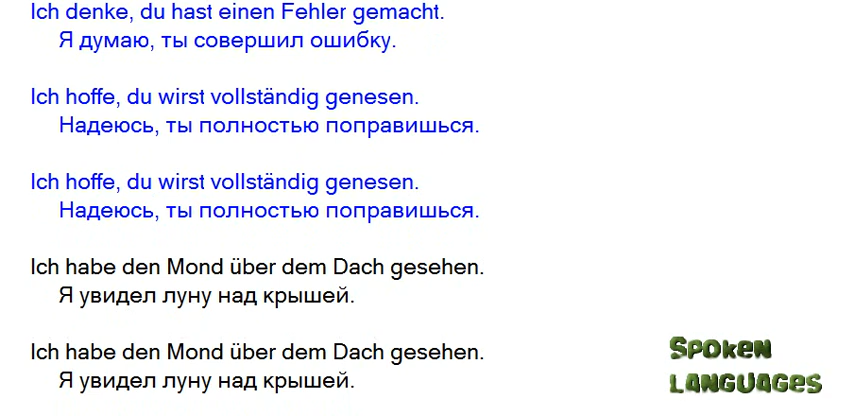 Ich denke, du hast einen Fehler gemacht.
Я думаю, ты совершил ошибку.
Ich hoffe, du wirst vollständig genesen.
Надеюсь, ты полностью поправишься.
Ich hoffe, du wirst vollständig genesen.
Надеюсь, ты полностью поправишься.
Ich habe den Mond über dem Dach gesehen.
Я увидел луну над крышей.
Ich habe den Mond über dem Dach gesehen.
Я увидел луну над крышей.
Spoken
Languages